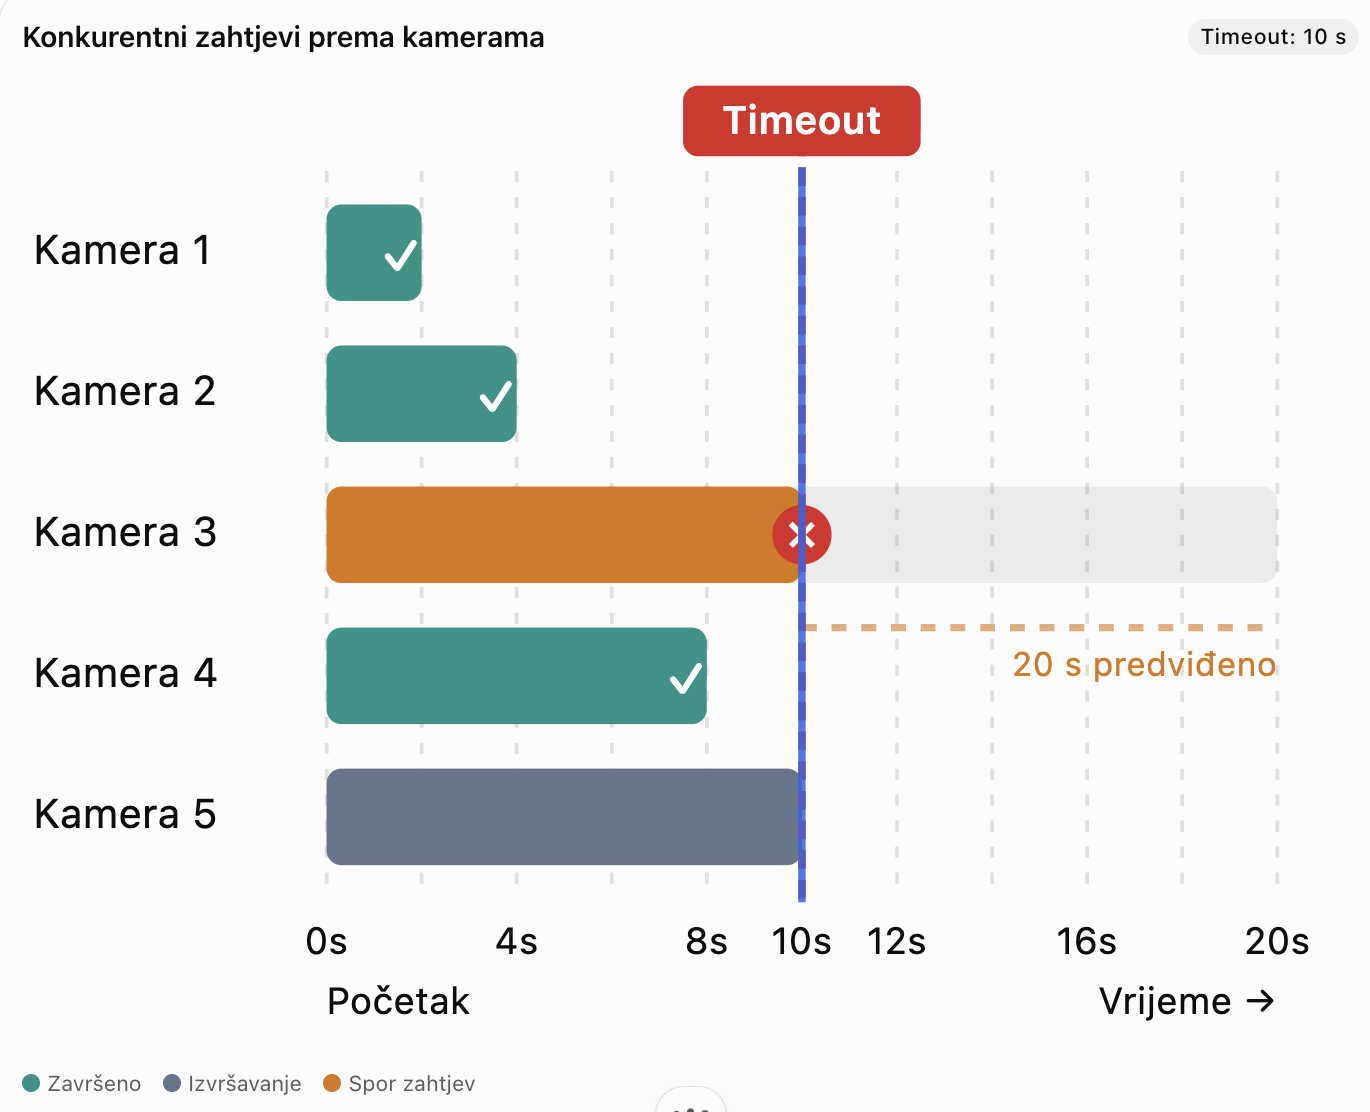 Konkurentni zahtjevi prema kamerama
Timeout: 10 s
Timeout
Kamera 1
Kamera 2
Kamera 3
20 s predviđeno
Kamera 4
Kamera 5
0s 4s 8s 10s 12s 16s 20s
Početak Vrijeme →
Završeno Izvršavanje Spor zahtjev